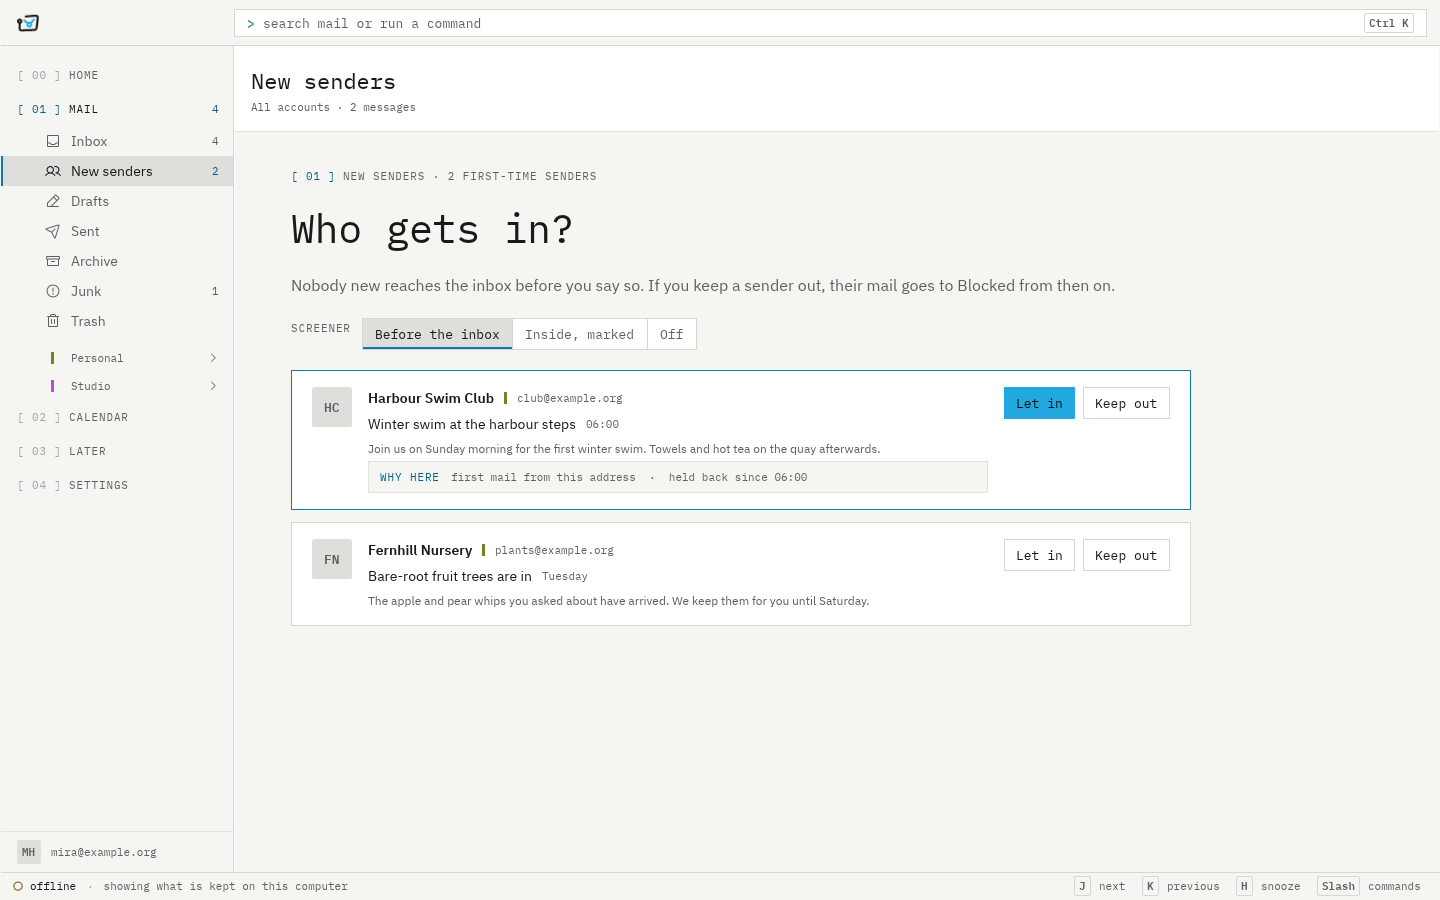 > search mail or run a command Ctrl K
[ 00 ] HOME
[ 01 ] MAIL 4
Inbox 4
New senders 2
Drafts
Sent
Archive
Junk 1
Trash
Personal
Studio
[ 02 ] CALENDAR
[ 03 ] LATER
[ 04 ] SETTINGS
MH mira@example.org
New senders
All accounts · 2 messages
[ 01 ] NEW SENDERS · 2 FIRST-TIME SENDERS
Who gets in?
Nobody new reaches the inbox before you say so. If you keep a sender out, their mail goes to Blocked from then on.
SCREENER Before the inbox Inside, marked Off
HC Harbour Swim Club club@example.org Let in Keep out
Winter swim at the harbour steps 06:00
Join us on Sunday morning for the first winter swim. Towels and hot tea on the quay afterwards.
WHY HERE first mail from this address · held back since 06:00
FN Fernhill Nursery plants@example.org Let in Keep out
Bare-root fruit trees are in Tuesday
The apple and pear whips you asked about have arrived. We keep them for you until Saturday.
offline · showing what is kept on this computer J next K previous H snooze Slash commands